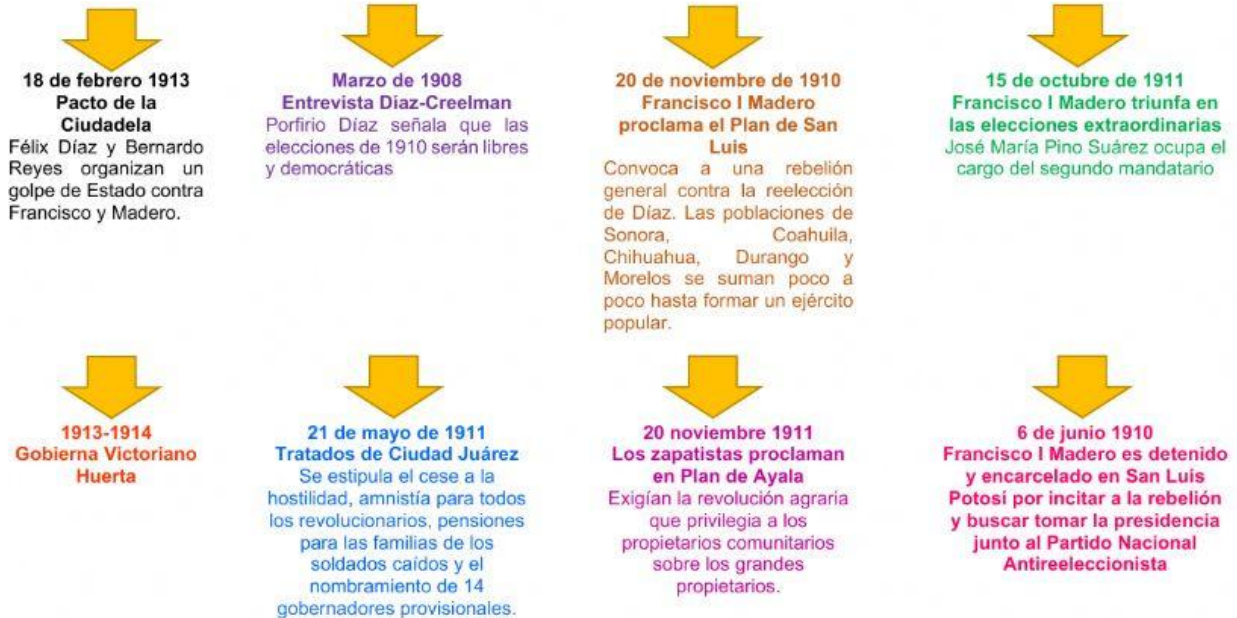 18 de febrero 1913
Pacto de la
Ciudadela
Félix Díaz y Bernardo
Reyes organizan un
golpe de Estado contra
Francisco y Madero.
Marzo de 1908
Entrevista Diaz-Creelman
Porfirio Díaz señala que las
elecciones de 1910 serán libres
y democráticas
20 de noviembre de 1910
Francisco I Madero
proclama el Plan de San
Luis
Convoca a una rebelión
general contra la reelección
de Díaz. Las poblaciones de
Sonora, Coahuila,
Chihuahua, Durango y
Morelos se suman poco a
poco hasta formar un ejército
popular.
15 de octubre de 1911
Francisco I Madero triunfa en
las elecciones extraordinarias
José María Pino Suárez ocupa el
cargo del segundo mandatario
1913-1914
Gobierna Victoriano
Huerta
21 de mayo de 1911
Tratados de Ciudad Juárez
Se estipula el cese a la
hostilidad, amnistía para todos
los revolucionarios, pensiones
para las familias de los
soldados caídos y el
nombramiento de 14
gobernadores provisionales.
20 noviembre 1911
Los zapatistas proclaman
en Plan de Ayala
Exigían la revolución agraria
que privilegia a los
propietarios comunitarios
sobre los grandes
propietarios.
6 de junio 1910
Francisco I Madero es detenido
y encarcelado en San Luis
Potosi por incitar a la rebelión
y buscar tomar la presidencia
junto al Partido Nacional
Antireeleccionista